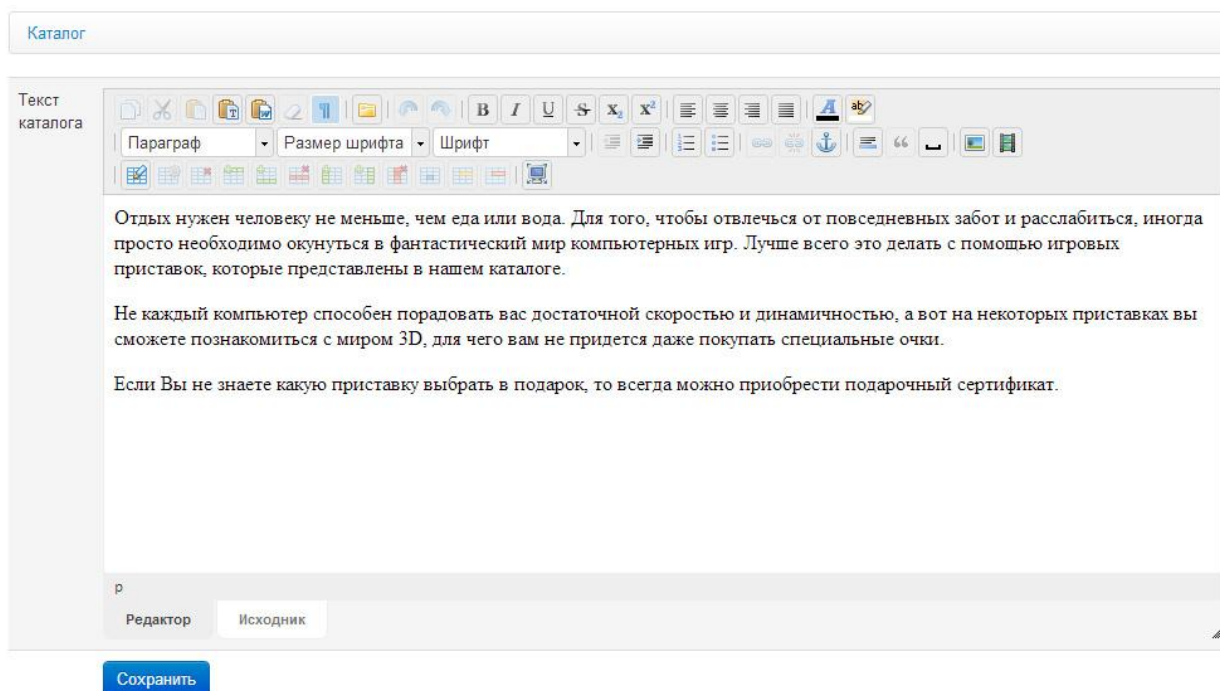 Каталог
Текст
каталога
B I U S X₂ X²
A ab
Параграф Размер шрифта Шрифт
Отдых нужен человеку не меньше, чем еда или вода. Для того, чтобы отвлечься от повседневных забот и расслабиться, иногда
просто необходимо окунуться в фантастический мир компьютерных игр. Лучше всего это делать с помощью игровых
приставок, которые представлены в нашем каталоге.
Не каждый компьютер способен порадовать вас достаточной скоростью и динамичностью, а вот на некоторых приставках вы
сможете познакомиться с миром 3D, для чего вам не придется даже покупать специальные очки.
Если Вы не знаете какую приставку выбрать в подарок, то всегда можно приобрести подарочный сертификат.
p
Редактор Исходник
Сохранить